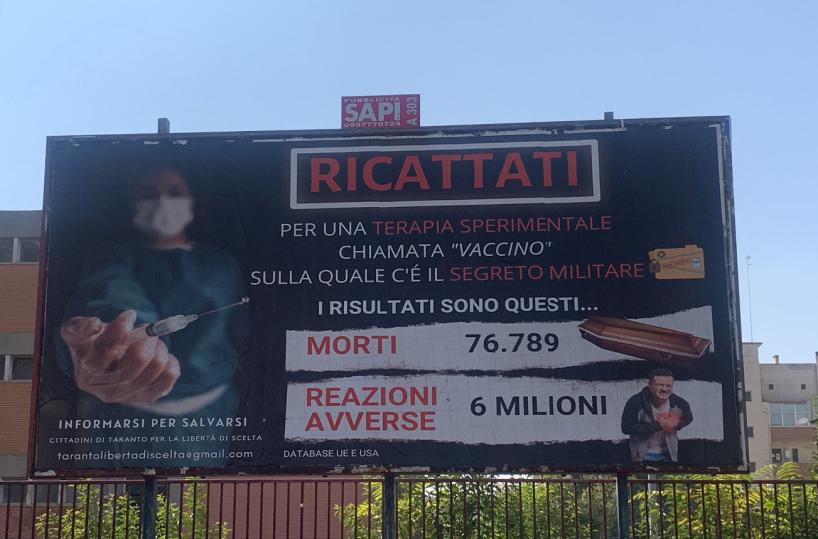 PUBBLICITÀ
SAPI
0997770724
A 303
RICATTATI
PER UNA TERAPIA SPERIMENTALE
CHIAMATA "VACCINO"
SULLA QUALE C'É IL SEGRETO MILITARE
I RISULTATI SONO QUESTI...
MORTI 76.789
REAZIONI
AVVERSE 6 MILIONI
INFORMARSI PER SALVARSI
CITTADINI DI TARANTO PER LA LIBERTÀ DI SCELTA
tarantolibertadiscelta@gmail.com
DATABASE UE E USA